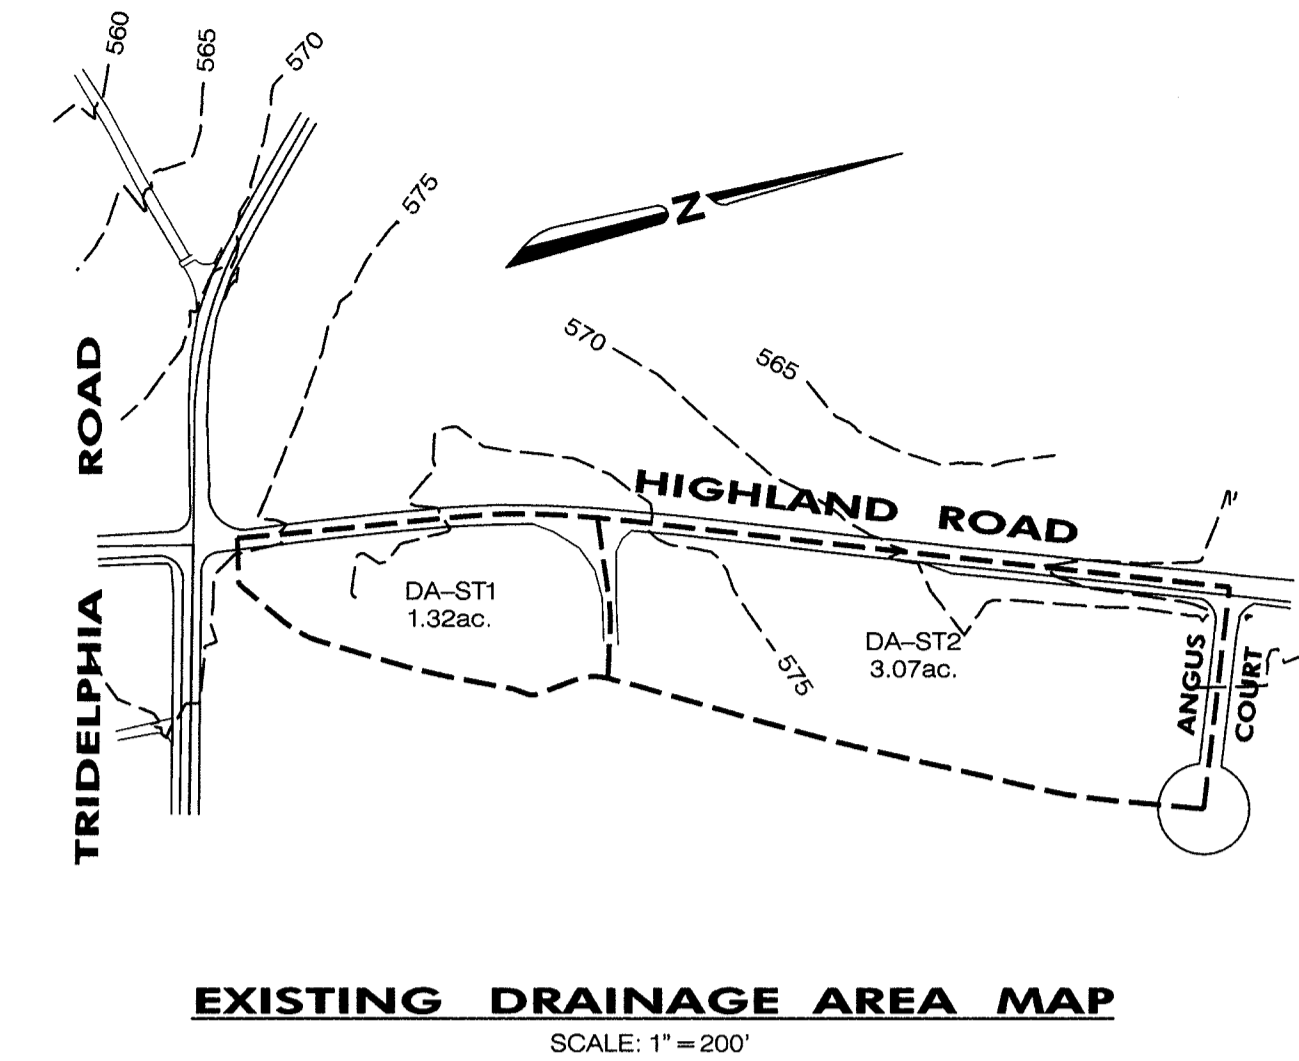 560
565
570
575
N
570
565
HIGHLAND ROAD
TRIDELPHIA ROAD
DA–ST1
1.32ac.
DA–ST2
3.07ac.
575
ANGUS
COURT
EXISTING DRAINAGE AREA MAP
SCALE: 1" = 200'